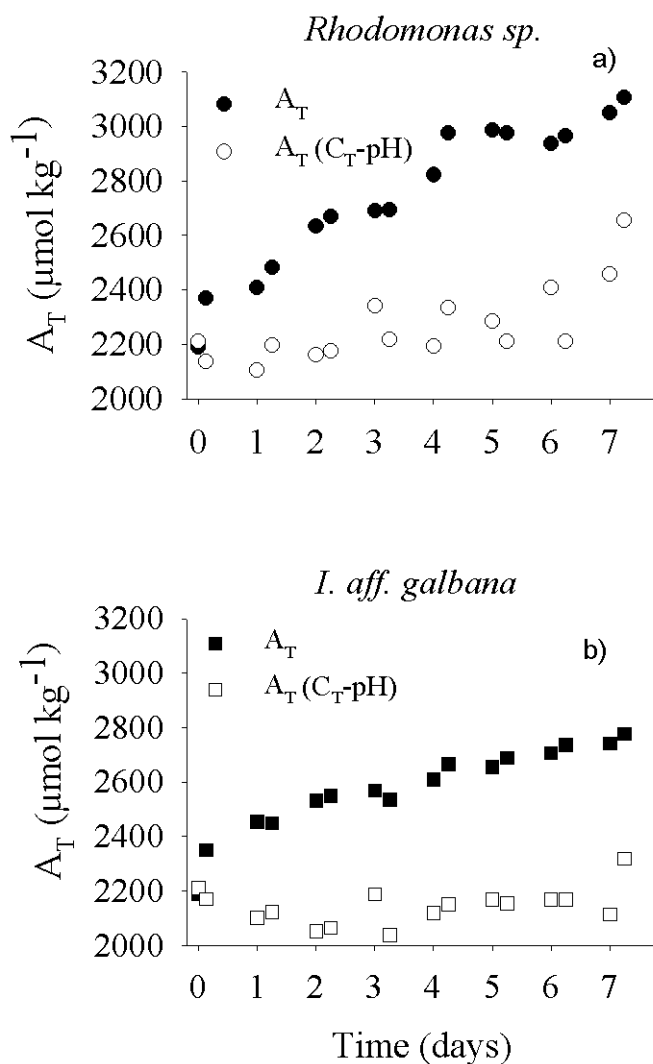 Rhodomonas sp.
a)
3200
3000
2800
2600
2400
2200
2000
A_T (µmol kg⁻¹)
A_T
A_T (C_T-pH)
0 1 2 3 4 5 6 7
I. aff. galbana
b)
3200
3000
2800
2600
2400
2200
2000
A_T (µmol kg⁻¹)
A_T
A_T (C_T-pH)
0 1 2 3 4 5 6 7
Time (days)